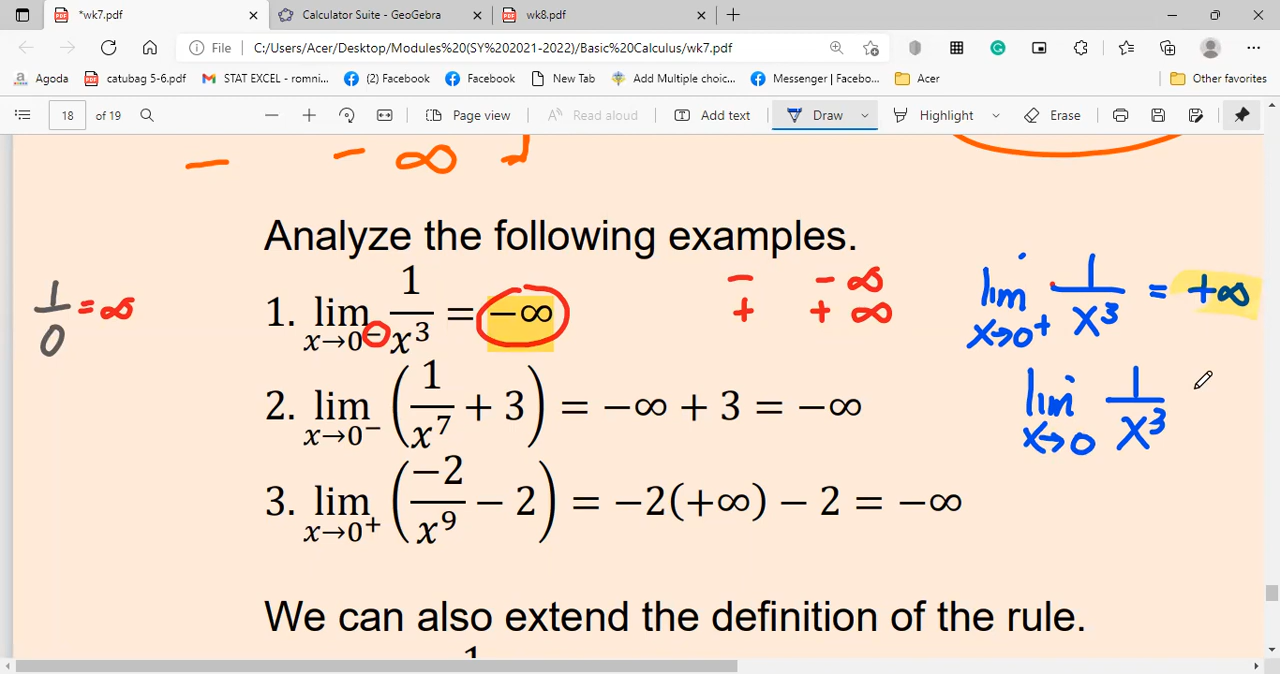 *wk7.pdf
Calculator Suite - GeoGebra
wk8.pdf
File
C:/Users/Acer/Desktop/Modules%20(SY%202021-2022)/Basic%20Calculus/wk7.pdf
Agoda
catubag 5-6.pdf
STAT EXCEL - romni...
(2) Facebook
Facebook
New Tab
Add Multiple choic...
Messenger | Facebo...
Acer
Other favorites
18 of 19
Page view
Read aloud
Add text
Draw
Highlight
Erase
− − ∞
Analyze the following examples.
1/0 = ∞
1. lim x→0⁻ 1/x³ = −∞
− − ∞
+ + ∞
lim x→0⁺ 1/x³ = +∞
2. lim x→0⁻ (1/x⁷ + 3) = −∞ + 3 = −∞
lim x→0 1/x³
3. lim x→0⁺ (−2/x⁹ − 2) = −2(+∞) − 2 = −∞
We can also extend the definition of the rule.
1